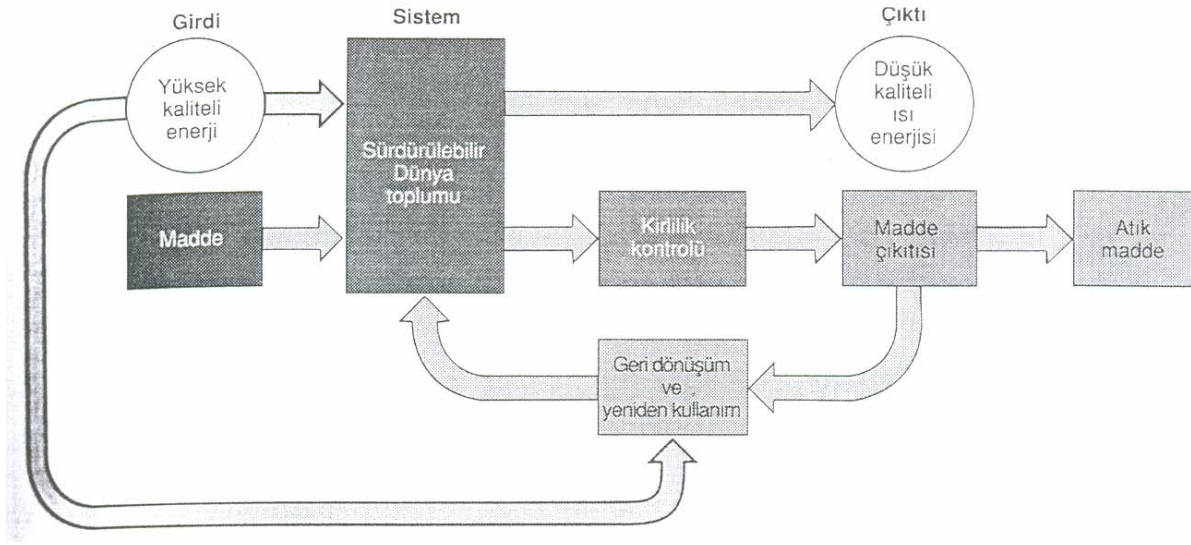 Girdi
Sistem
Çıktı
Yüksek
kaliteli
enerji
Sürdürülebilir
Dünya
toplumu
Düşük
kaliteli
ısı
enerjisi
Madde
Kirlilik
kontrolü
Madde
çıkıtısı
Atık
madde
Geri dönüşüm
ve
yeniden kullanım